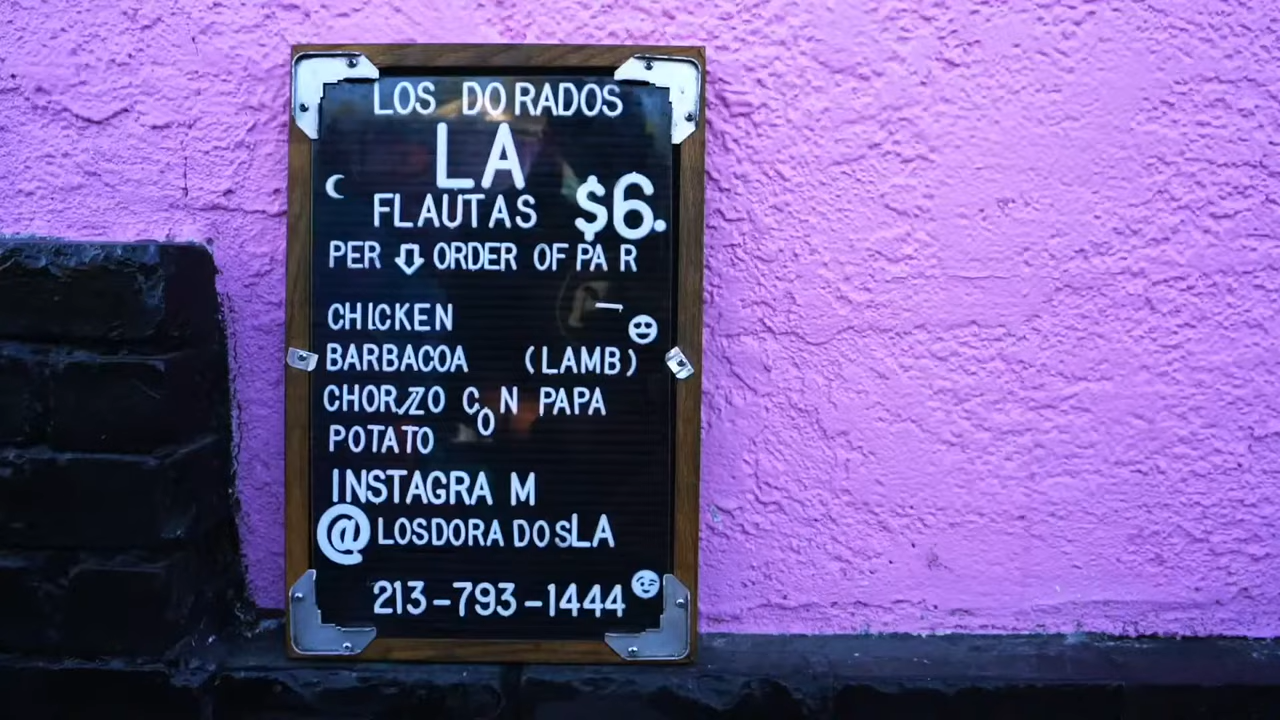 LOS DORADOS
LA
FLAUTAS $6.
PER ORDER OF PA R
CHICKEN
BARBACOA (LAMB)
CHORIZO CON PAPA
POTATO
INSTAGRAM
@LOSDORADOSLA
213-793-1444